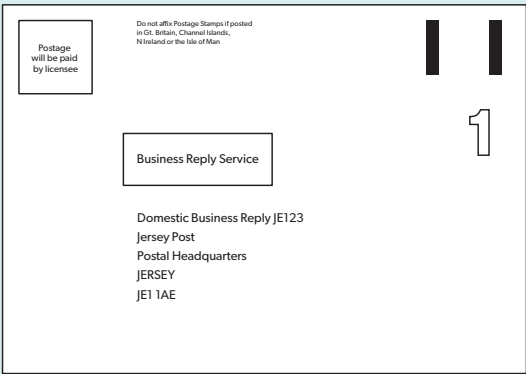 Postage
will be paid
by licensee
Do not affix Postage Stamps if posted
in Gt. Britain, Channel Islands,
N Ireland or the Isle of Man
1
Business Reply Service
Domestic Business Reply JE123
Jersey Post
Postal Headquarters
JERSEY
JE1 1AE